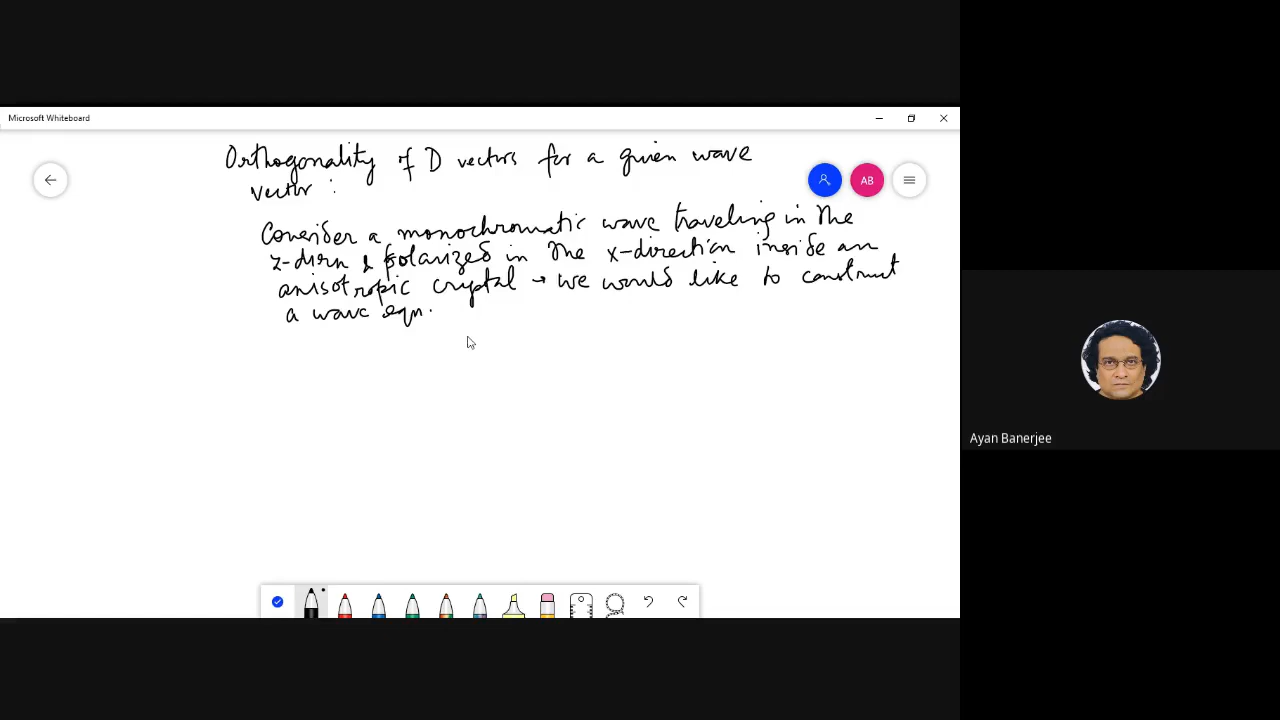 Microsoft Whiteboard
Orthogonality of D vectors for a given wave
vector :
AB
Consider a monochromatic wave traveling in the
z-dirn & polarized in the x-direction inside an
anisotropic crystal → we would like to construct
a wave eqn.
Ayan Banerjee